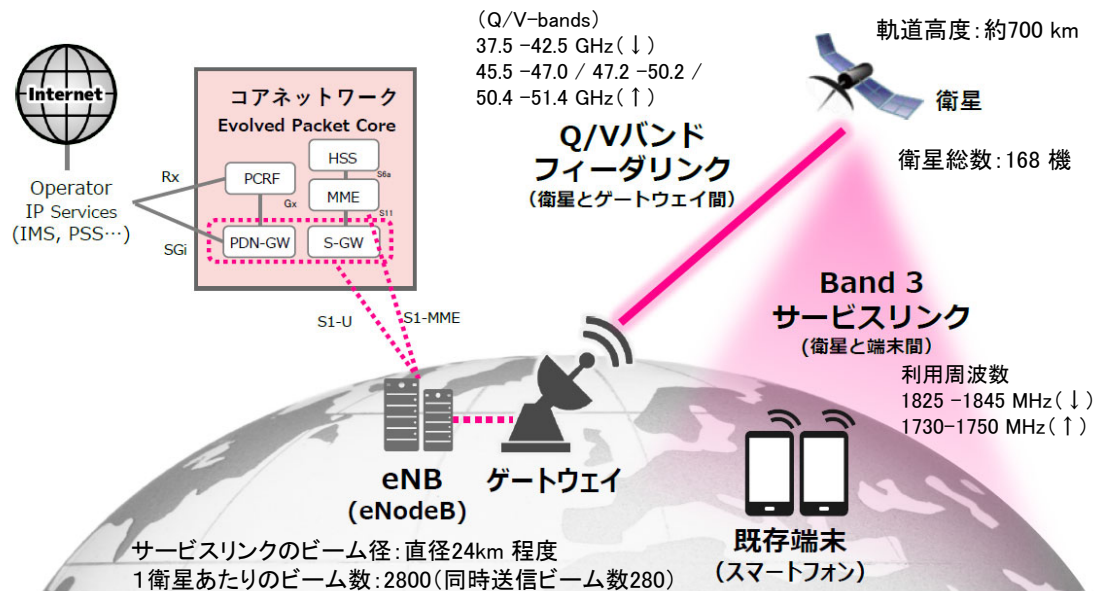 (Q/V-bands)
37.5 -42.5 GHz(↓)
45.5 -47.0 / 47.2 -50.2 /
50.4 -51.4 GHz(↑)
軌道高度:約700 km
Internet
コアネットワーク
Evolved Packet Core
HSS
S6a
PCRF
MME
Gx
S11
PDN-GW
S-GW
Rx
Operator
IP Services
(IMS, PSS…)
SGi
Q/Vバンド
フィーダリンク
(衛星とゲートウェイ間)
衛星
衛星総数:168 機
S1-U
S1-MME
Band 3
サービスリンク
(衛星と端末間)
利用周波数
1825 -1845 MHz(↓)
1730-1750 MHz(↑)
eNB
(eNodeB)
ゲートウェイ
既存端末
(スマートフォン)
サービスリンクのビーム径:直径24km 程度
1衛星あたりのビーム数:2800(同時送信ビーム数280)